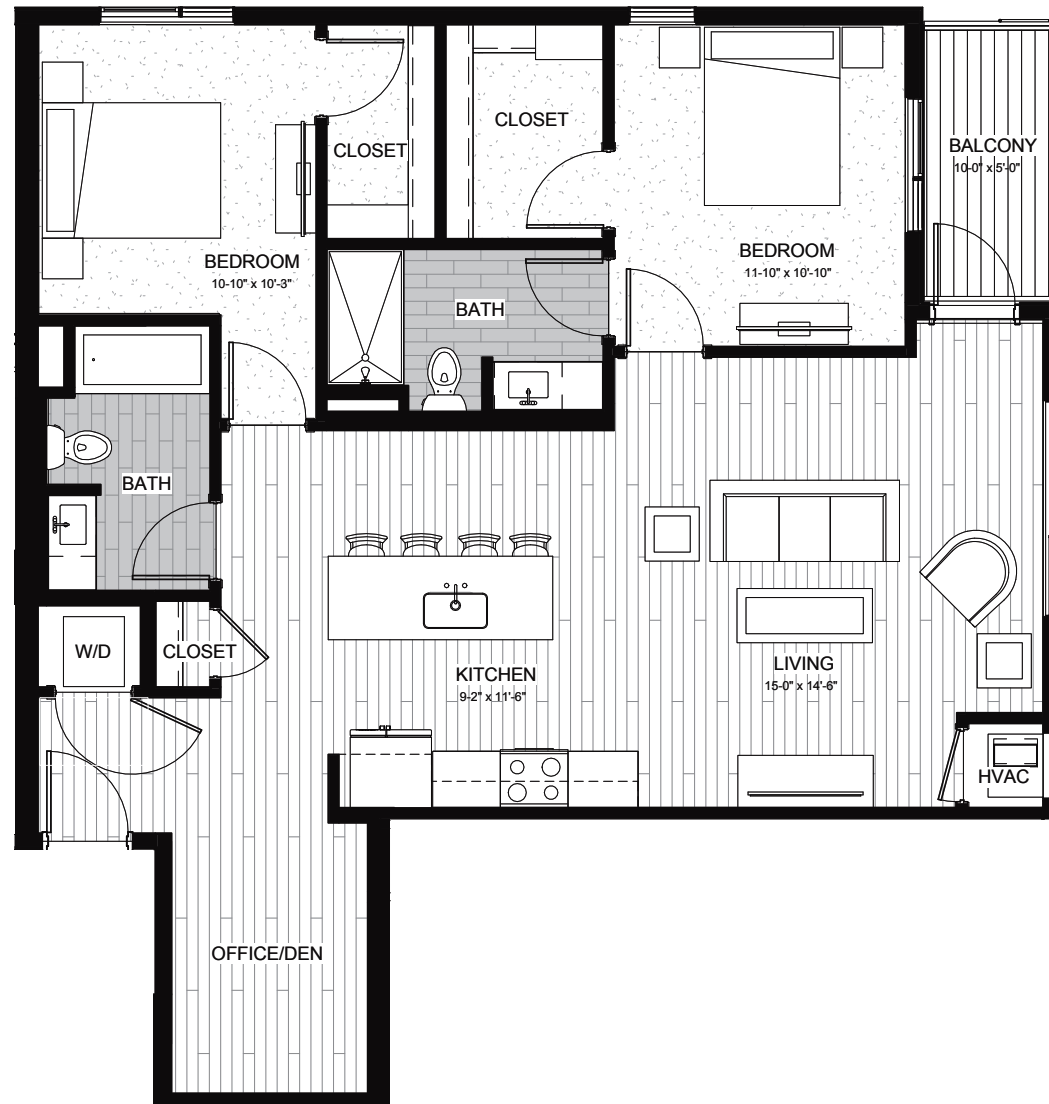 CLOSET
CLOSET
BALCONY
10-0" x 5'-0"
BEDROOM
10-10" x 10'-3"
BEDROOM
11-10" x 10'-10"
BATH
BATH
W/D
CLOSET
KITCHEN
9-2" x 11'-6"
LIVING
15-0" x 14'-6"
HVAC
OFFICE/DEN